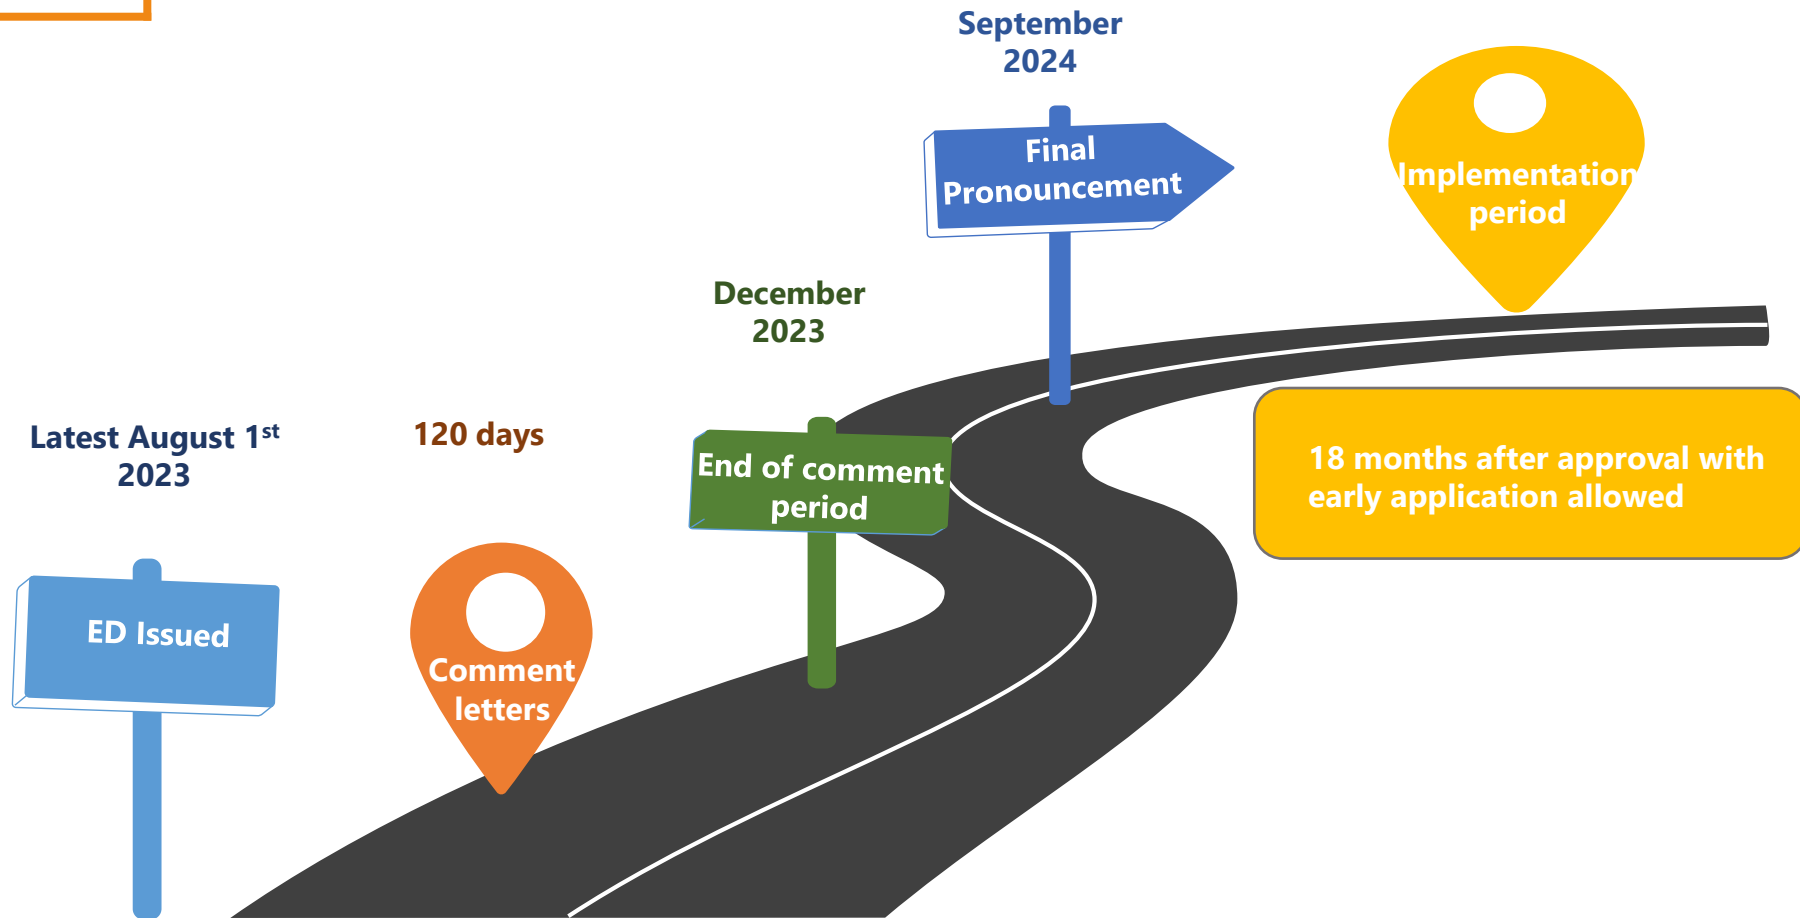 Latest August 1st
2023
ED Issued
120 days
Comment
letters
December
2023
End of comment
period
September
2024
Final
Pronouncement
Implementation
period
18 months after approval with
early application allowed